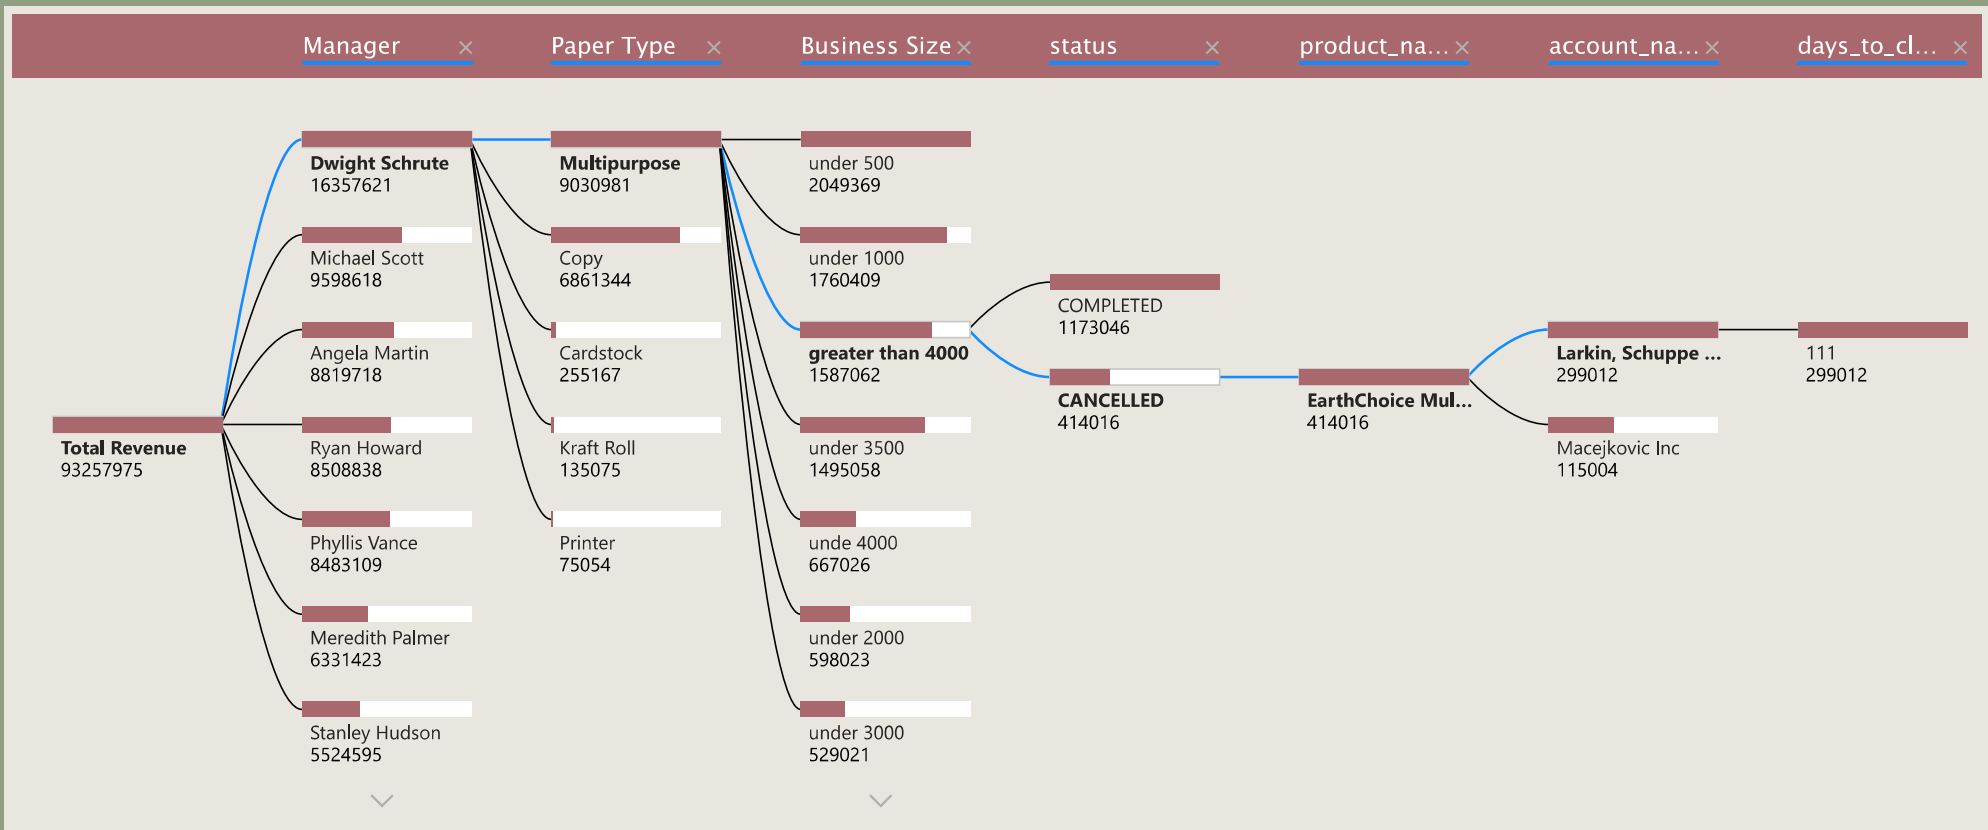 Manager
Paper Type
Business Size
status
product_na...
account_na...
days_to_cl...
Total Revenue
93257975
Dwight Schrute
16357621
Michael Scott
9598618
Angela Martin
8819718
Ryan Howard
8508838
Phyllis Vance
8483109
Meredith Palmer
6331423
Stanley Hudson
5524595
Multipurpose
9030981
Copy
6861344
Cardstock
255167
Kraft Roll
135075
Printer
75054
under 500
2049369
under 1000
1760409
greater than 4000
1587062
under 3500
1495058
unde 4000
667026
under 2000
598023
under 3000
529021
COMPLETED
1173046
CANCELLED
414016
EarthChoice Mul...
414016
Larkin, Schuppe ...
299012
Macejkovic Inc
115004
111
299012